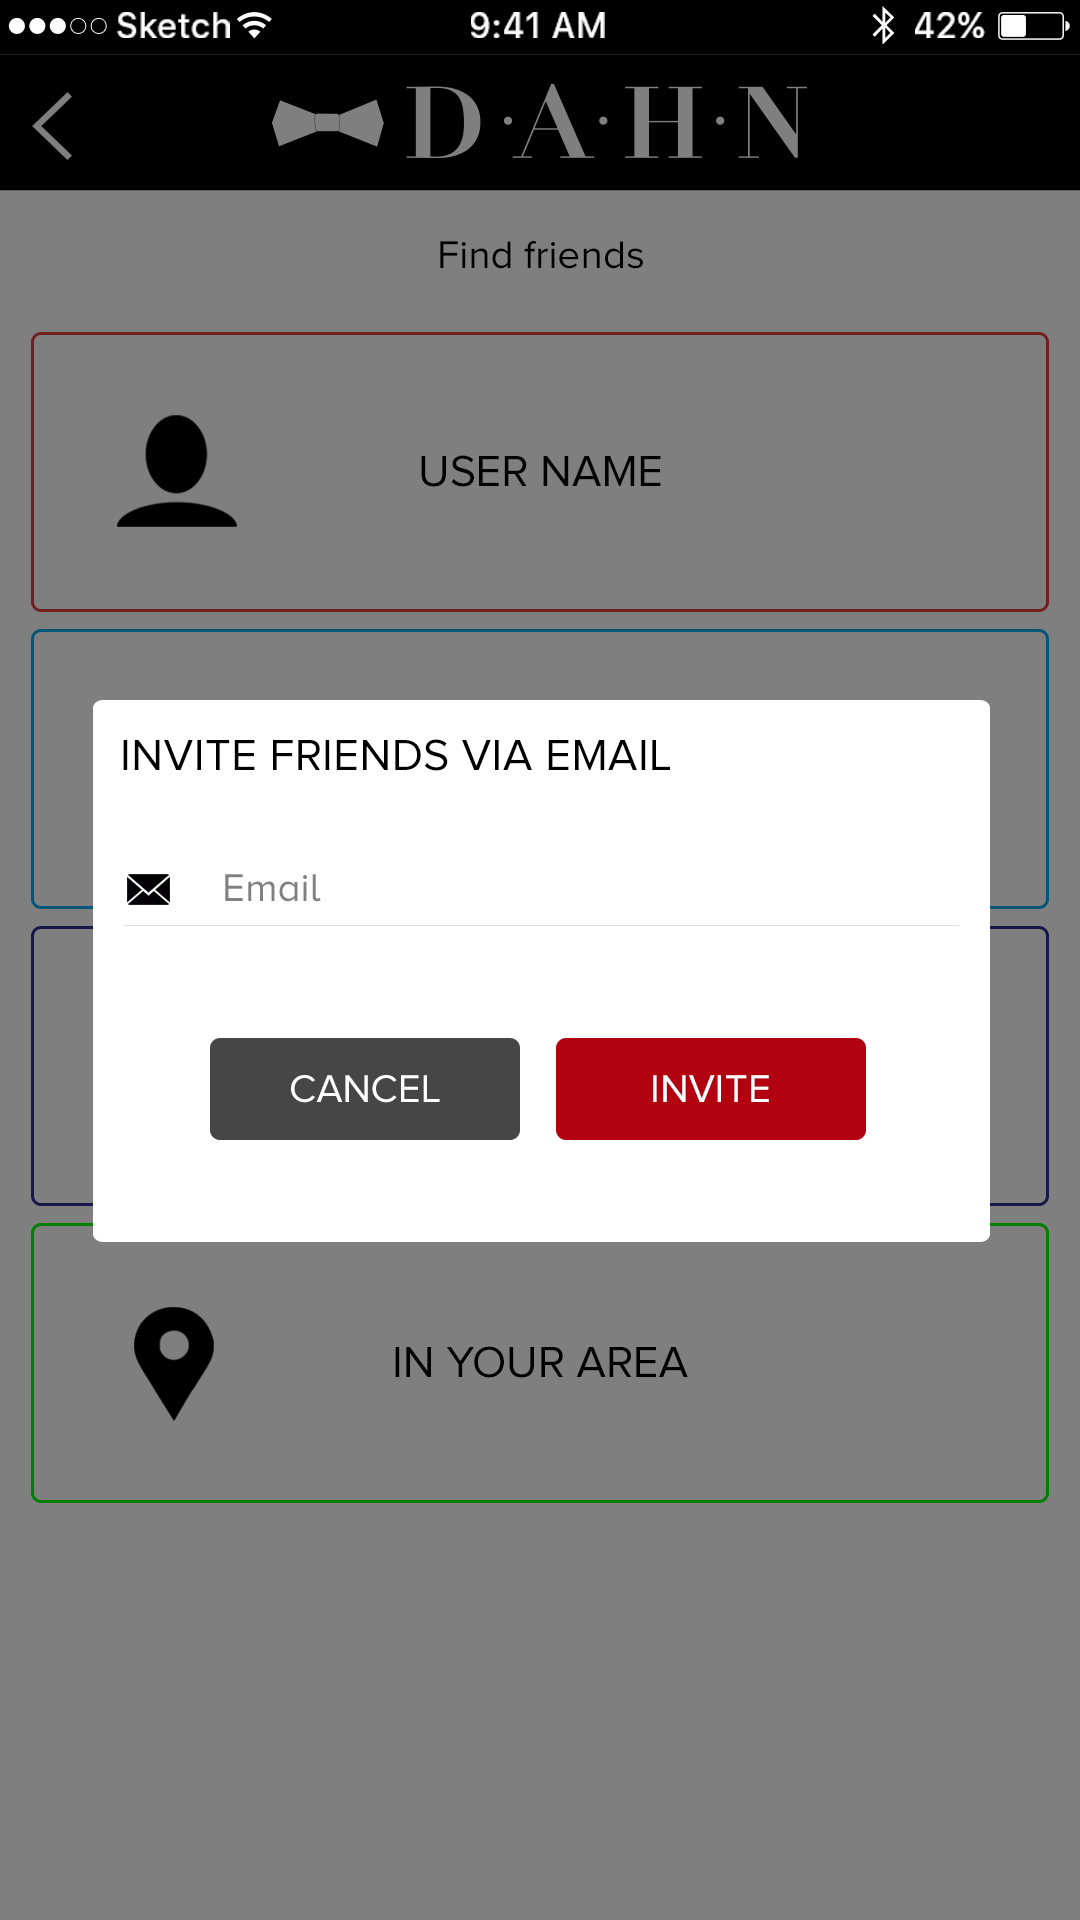 Sketch 9:41 AM 42%
D·A·H·N
Find friends
USER NAME
INVITE FRIENDS VIA EMAIL
Email
CANCEL INVITE
IN YOUR AREA